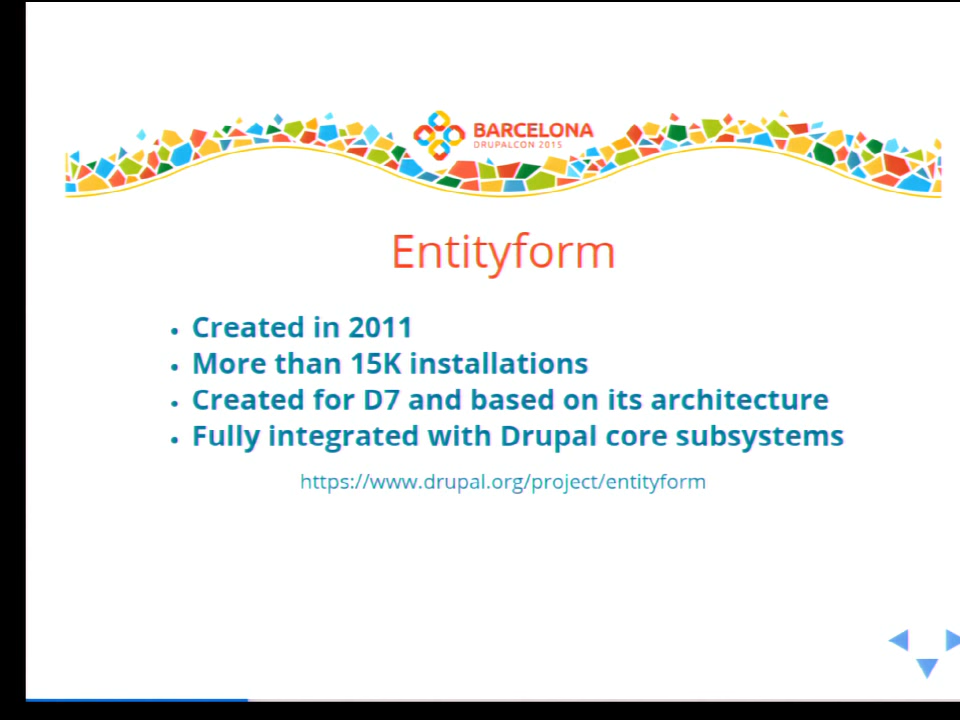 BARCELONA
DRUPALCON 2015
Entityform
• Created in 2011
• More than 15K installations
• Created for D7 and based on its architecture
• Fully integrated with Drupal core subsystems
https://www.drupal.org/project/entityform